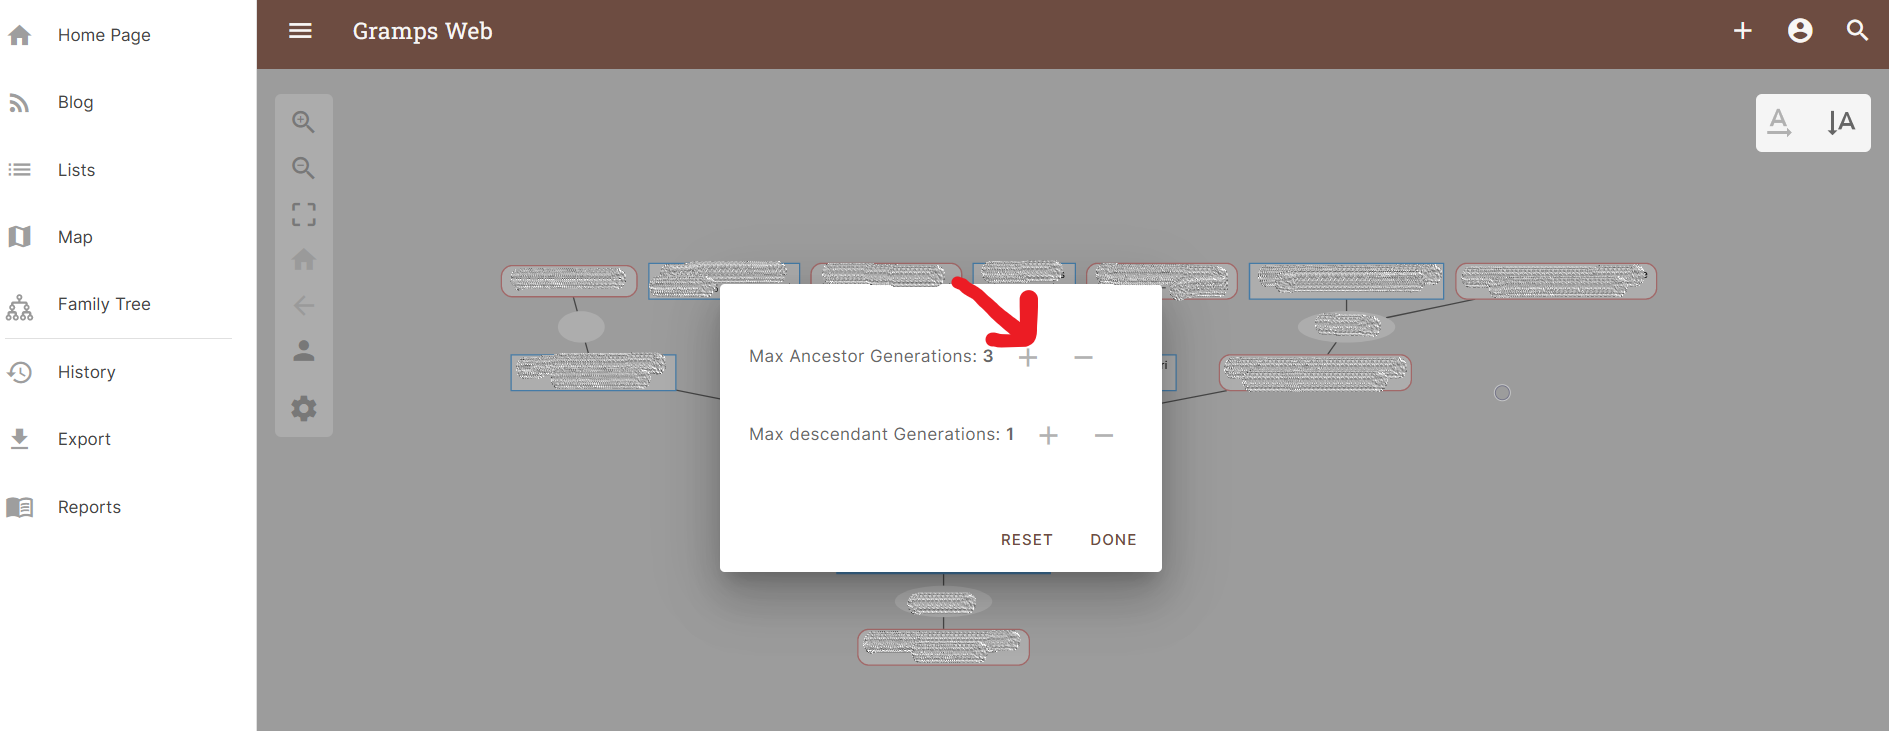 Home Page
Blog
Lists
Map
Family Tree
History
Export
Reports
Gramps Web
A
A
Max Ancestor Generations: 3
Max descendant Generations: 1
RESET
DONE